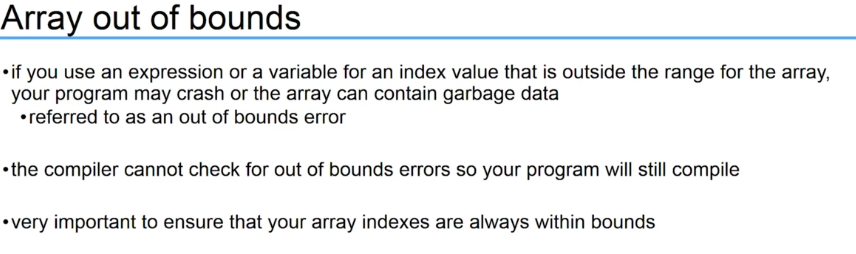 Array out of bounds
•if you use an expression or a variable for an index value that is outside the range for the array,
your program may crash or the array can contain garbage data
•referred to as an out of bounds error
•the compiler cannot check for out of bounds errors so your program will still compile
•very important to ensure that your array indexes are always within bounds